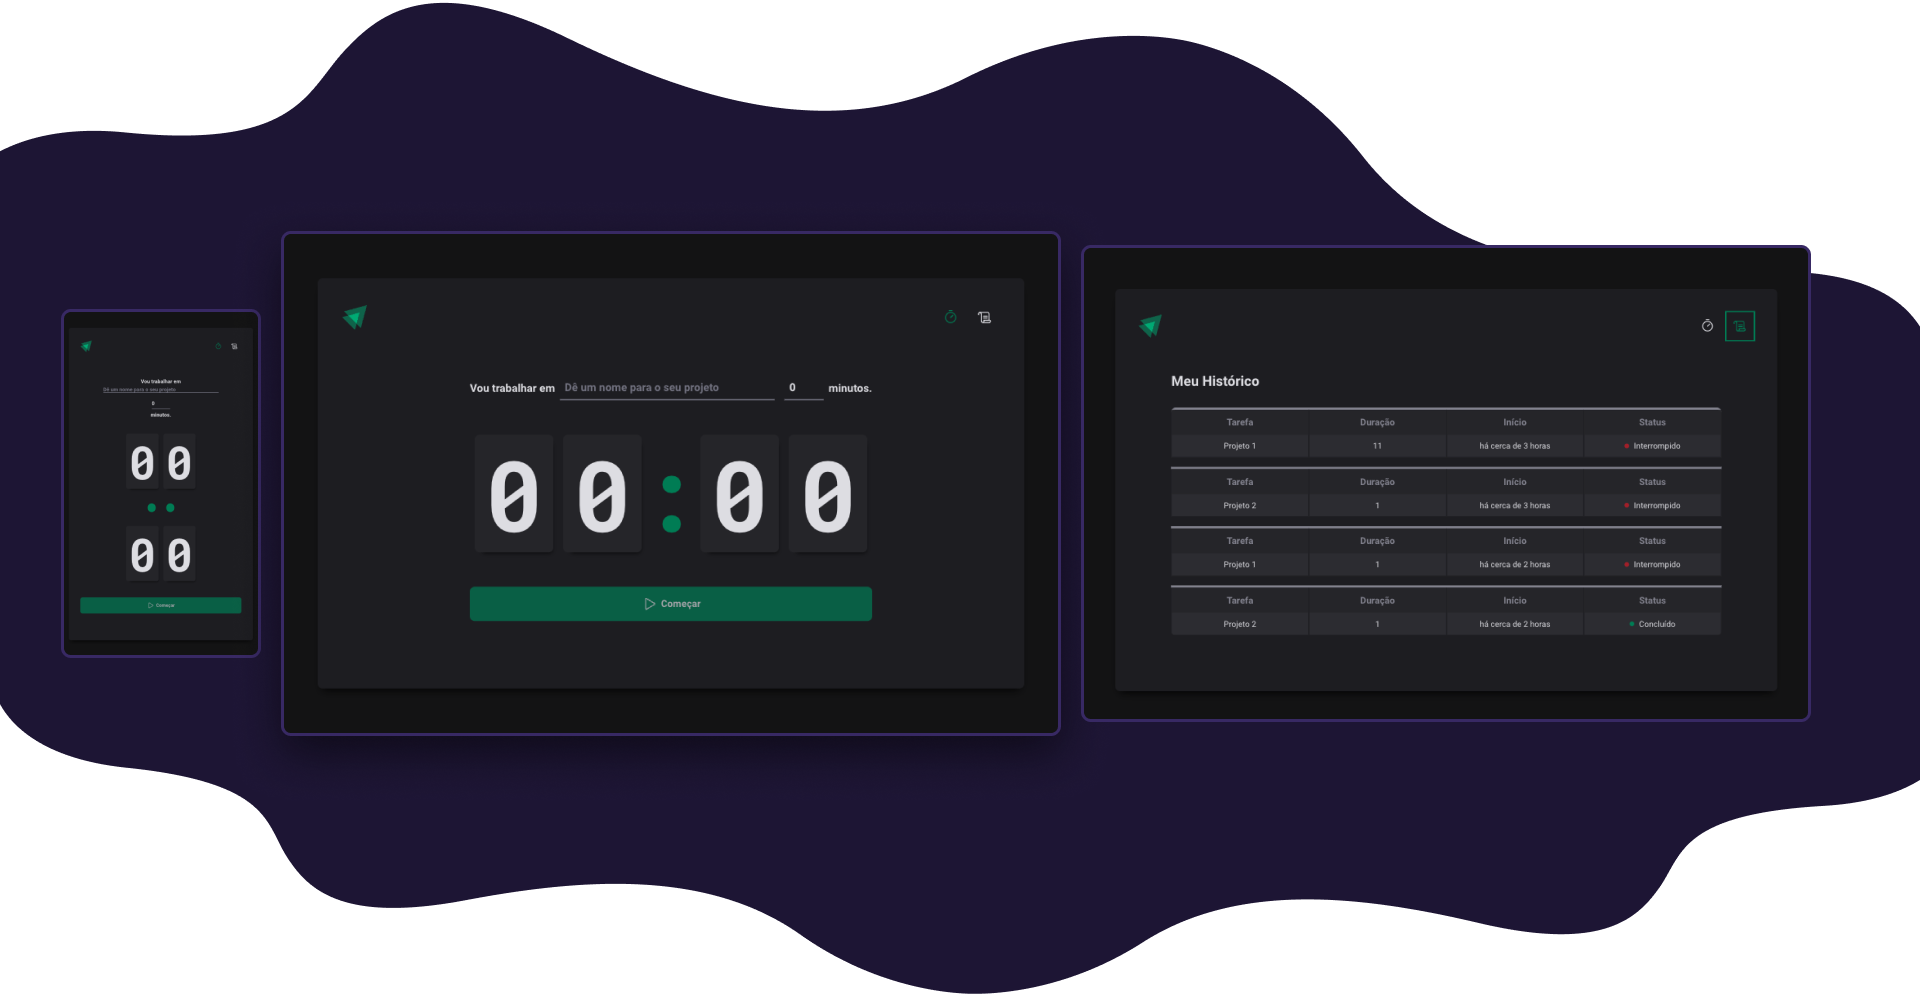 Vou trabalhar em
Dê um nome para o seu projeto
0
minutos.
00
00
Começar
Vou trabalhar em Dê um nome para o seu projeto 0 minutos.
00:00
Começar
Meu Histórico
Tarefa Duração Início Status
Projeto 1 11 há cerca de 3 horas Interrompido
Tarefa Duração Início Status
Projeto 2 1 há cerca de 3 horas Interrompido
Tarefa Duração Início Status
Projeto 1 1 há cerca de 2 horas Interrompido
Tarefa Duração Início Status
Projeto 2 1 há cerca de 2 horas Concluído